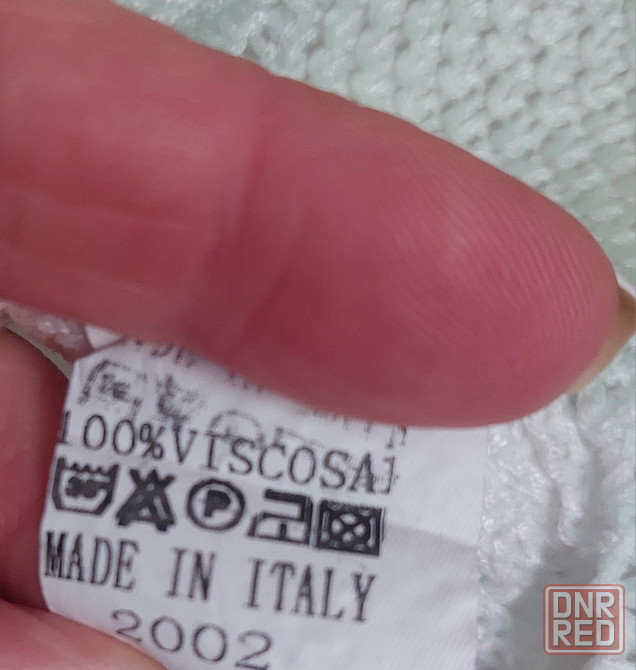 100%VISCOSA
30
P
MADE IN ITALY
2002
DNR
RED